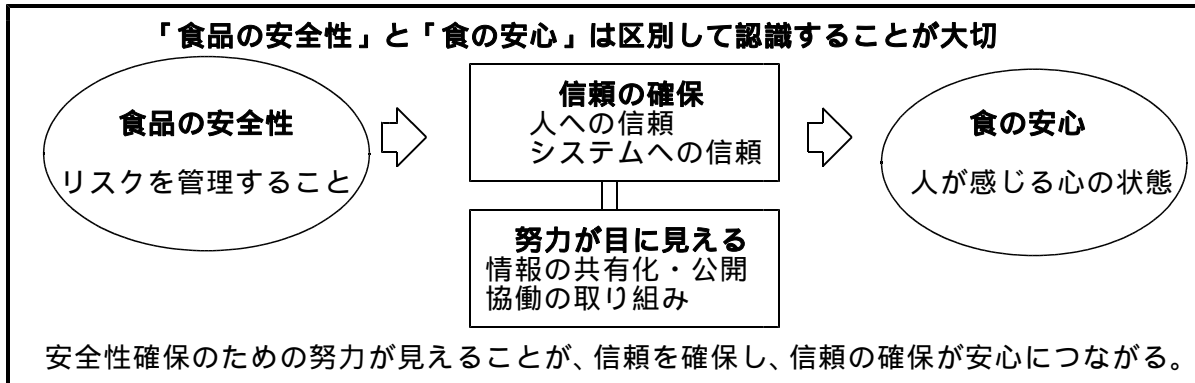 「食品の安全性」と「食の安心」は区別して認識することが大切
食品の安全性
リスクを管理すること
信頼の確保
人への信頼
システムへの信頼
食の安心
人が感じる心の状態
努力が目に見える
情報の共有化・公開
協働の取り組み
安全性確保のための努力が見えることが、信頼を確保し、信頼の確保が安心につながる。